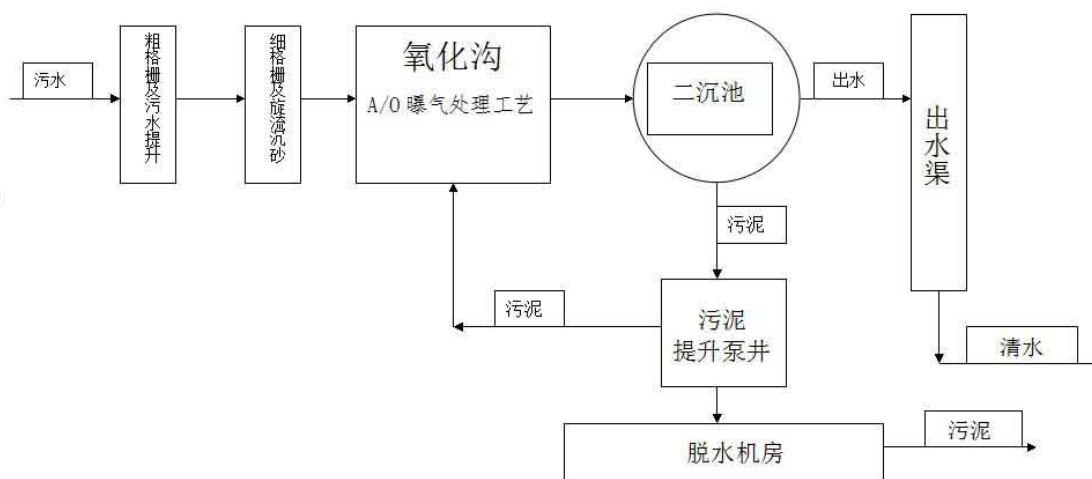 污水
粗格栅及污水提升
细格栅及旋流沉砂
氧化沟
A/O 曝气处理工艺
二沉池
出水
出水渠
污泥
污泥
提升泵井
污泥
清水
脱水机房
污泥